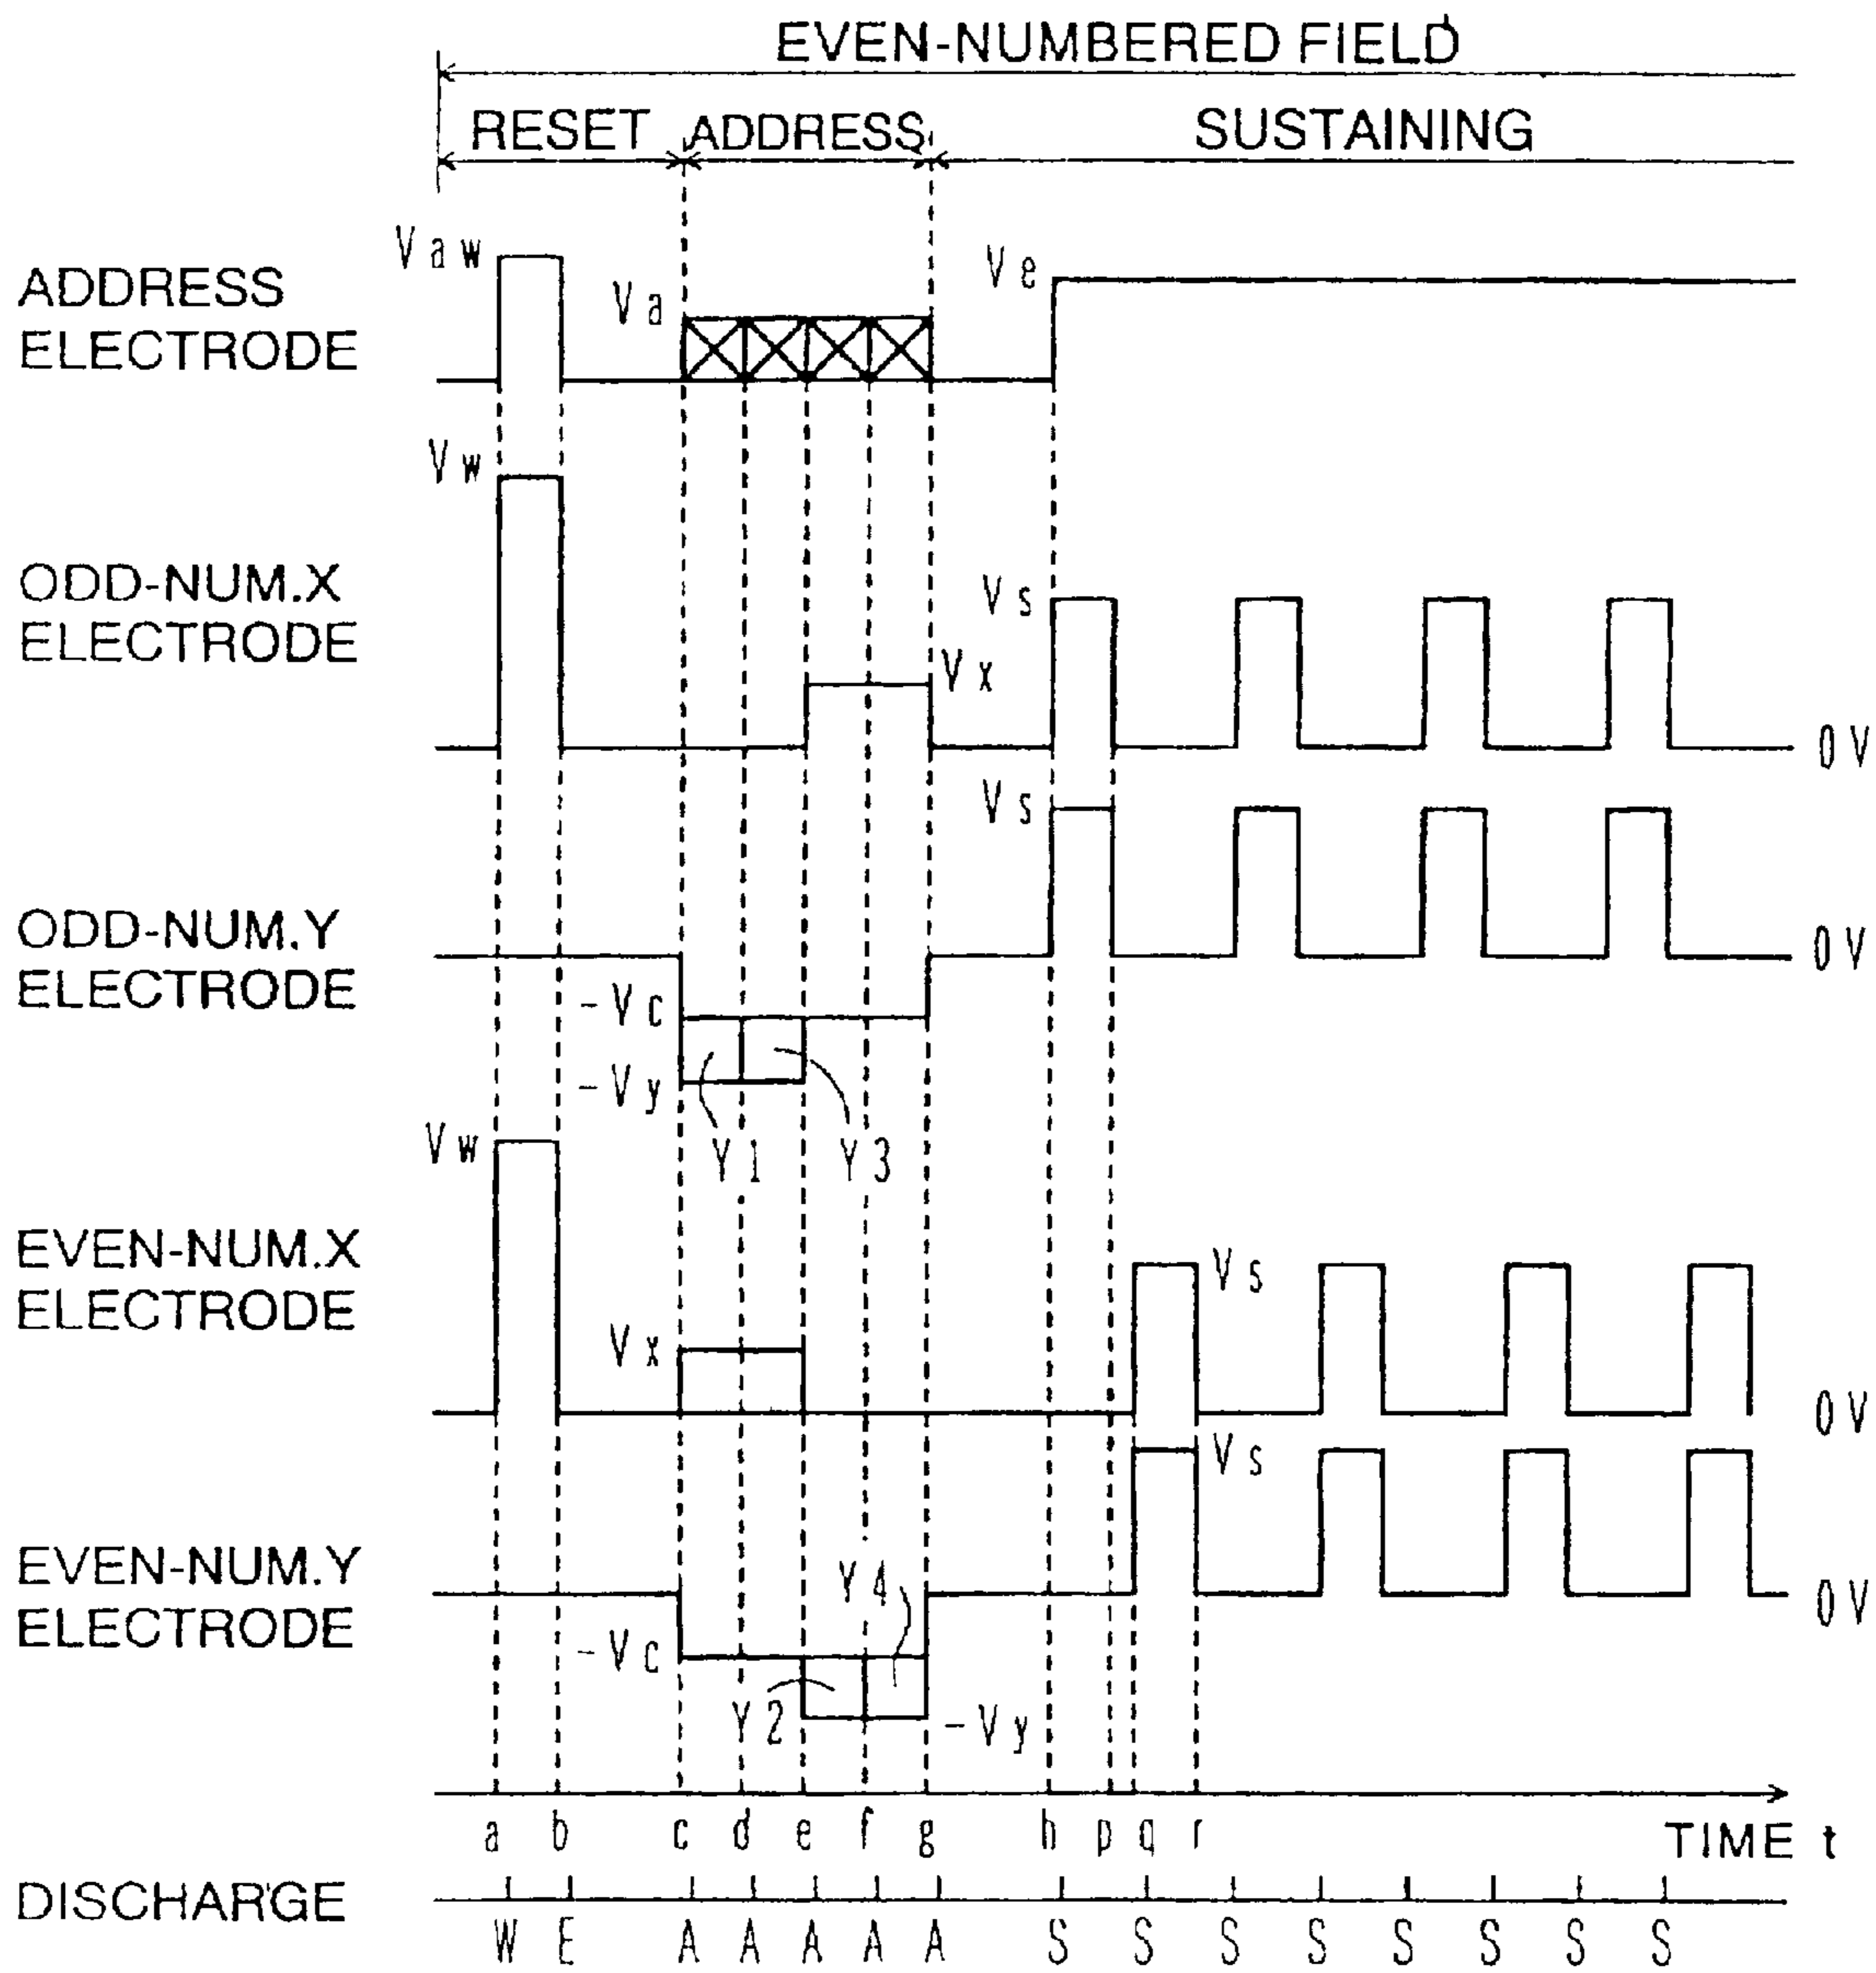 EVEN-NUMBERED FIELD
RESET ADDRESS SUSTAINING
Vaw
Ve
Va
ADDRESS
ELECTRODE
Vw
ODD-NUM.X
ELECTRODE
Vs
Vx
0V
Vs
ODD-NUM.Y
ELECTRODE
0V
-Vc
-Vy
Y1 Y3
Vw
EVEN-NUM.X
ELECTRODE
Vs
Vx
0V
Vs
EVEN-NUM.Y
ELECTRODE
Y4
0V
-Vc
Y2
-Vy
a b c d e f g h p q r
TIME t
DISCHARGE
W E A A A A A S S S S S S S S